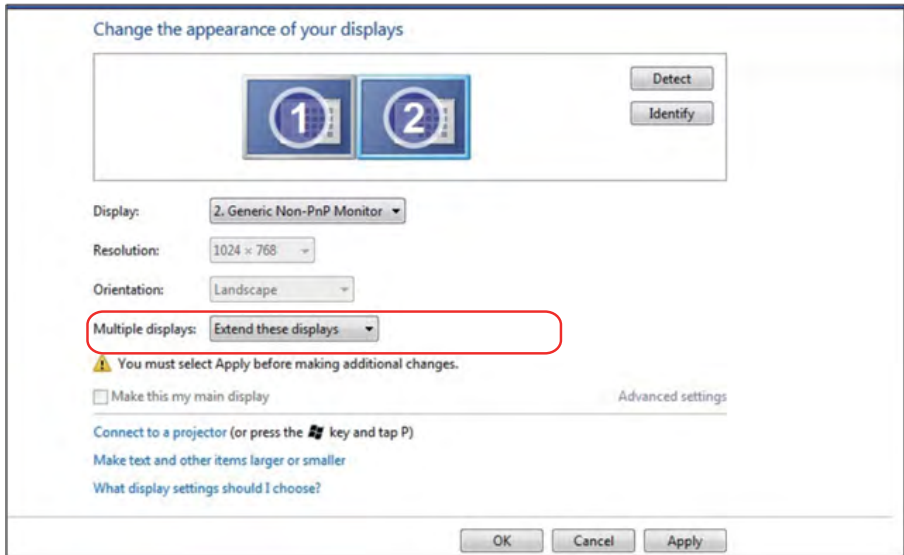 Change the appearance of your displays
1 2
Detect
Identify
Display: 2. Generic Non-PnP Monitor
Resolution: 1024 × 768
Orientation: Landscape
Multiple displays: Extend these displays
You must select Apply before making additional changes.
Make this my main display Advanced settings
Connect to a projector (or press the key and tap P)
Make text and other items larger or smaller
What display settings should I choose?
OK Cancel Apply